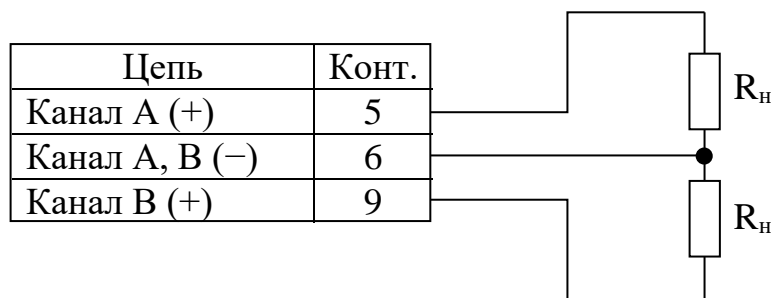 Цепь Конт.
Канал А (+) 5
Rн
Канал А, В (−) 6
Канал В (+) 9
Rн